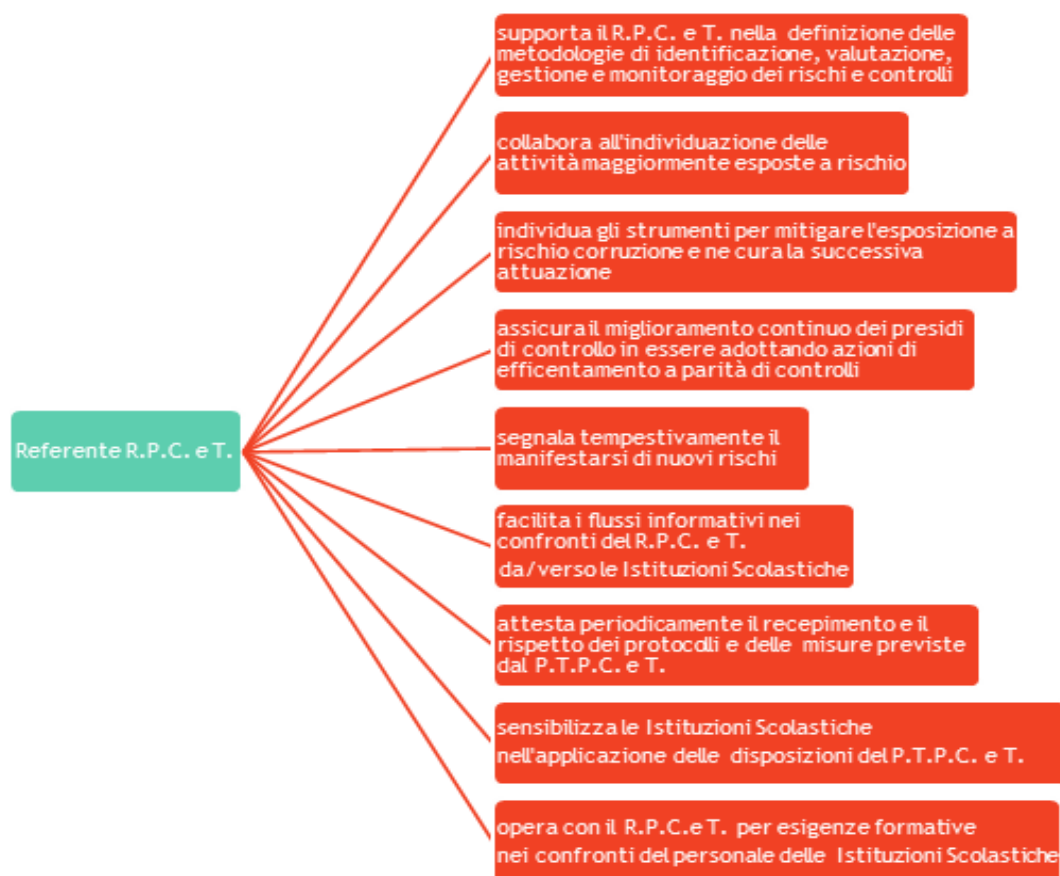 supporta il R.P.C. e T. nella definizione delle
metodologie di identificazione, valutazione,
gestione e monitoraggio dei rischi e controlli
collabora all'individuazione delle
attività maggiormente esposte a rischio
individua gli strumenti per mitigare l'esposizione a
rischio corruzione e ne cura la successiva
attuazione
assicura il miglioramento continuo dei presidi
di controllo in essere adottando azioni di
efficentamento a parità di controlli
Referente R.P.C. e T.
segnala tempestivamente il
manifestarsi di nuovi rischi
facilita i flussi informativi nei
confronti del R.P.C. e T.
da/verso le Istituzioni Scolastiche
attesta periodicamente il recepimento e il
rispetto dei protocolli e delle misure previste
dal P.T.P.C. e T.
sensibilizza le Istituzioni Scolastiche
nell'applicazione delle disposizioni del P.T.P.C. e T.
opera con il R.P.C.e T. per esigenze formative
nei confronti del personale delle Istituzioni Scolastiche